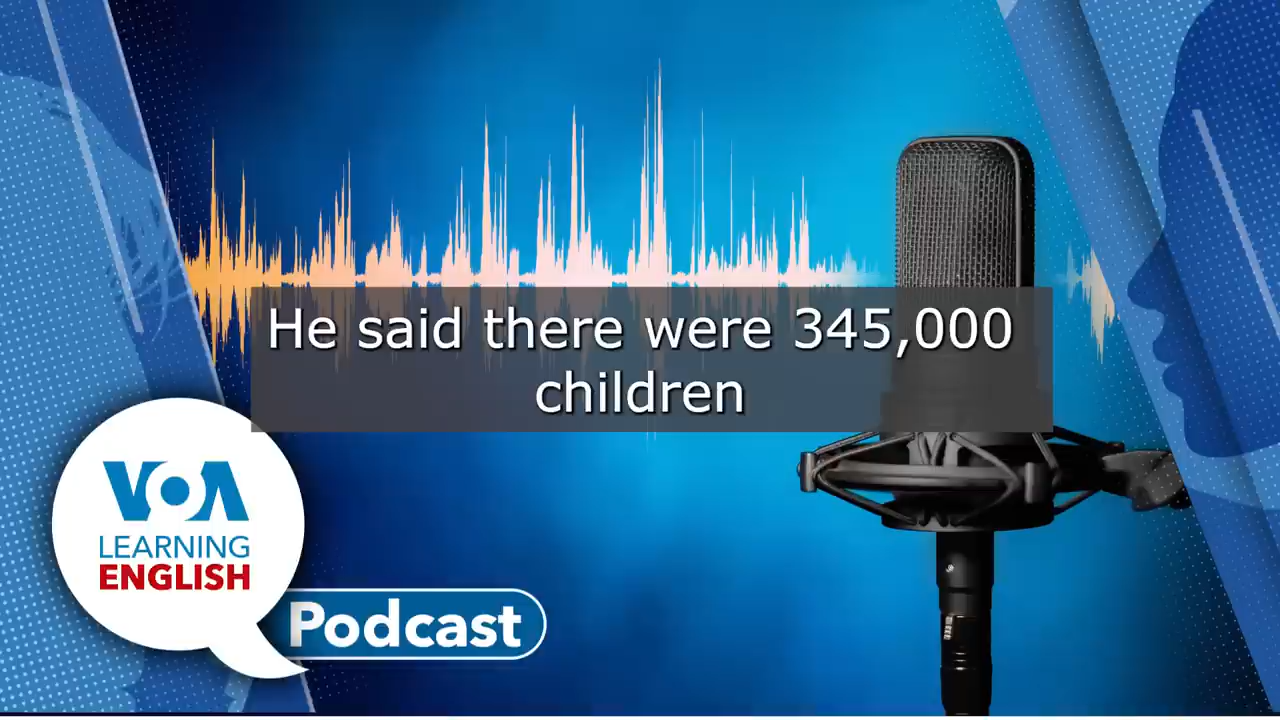 He said there were 345,000
children
VOA
LEARNING
ENGLISH
Podcast